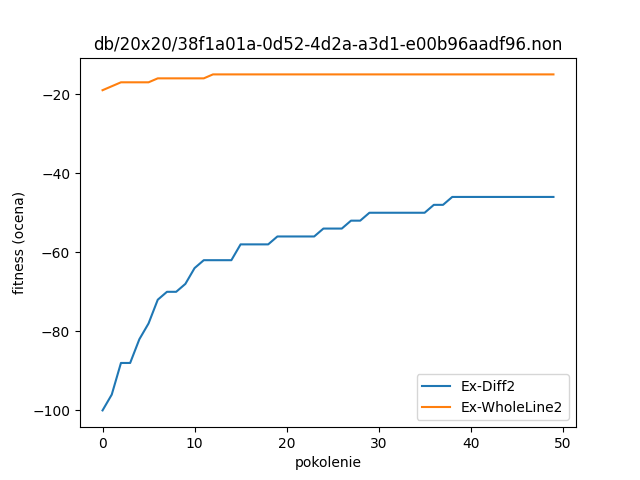 db/20x20/38f1a01a-0d52-4d2a-a3d1-e00b96aadf96.non
−20
−40
−60
−80
−100
fitness (ocena)
Ex-Diff2
Ex-WholeLine2
0
10
20
30
40
50
pokolenie